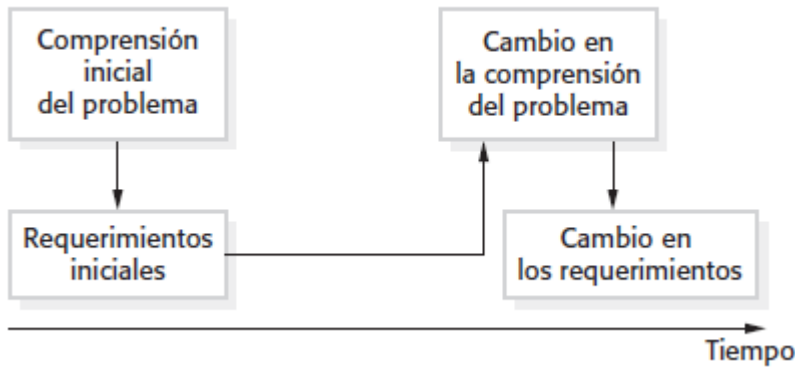 Comprensión
inicial
del problema
Cambio en
la comprensión
del problema
Requerimientos
iniciales
Cambio en
los requerimientos
Tiempo